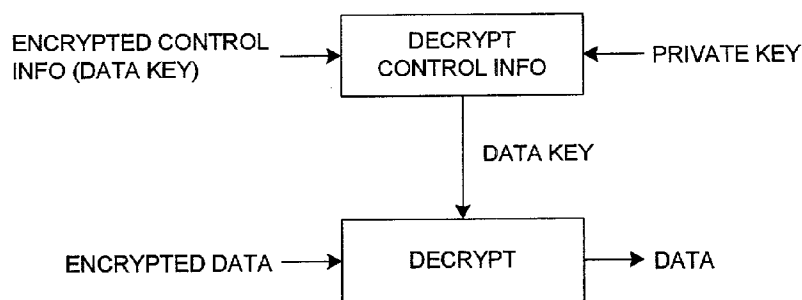 ENCRYPTED CONTROL
INFO (DATA KEY)
DECRYPT
CONTROL INFO
PRIVATE KEY
DATA KEY
ENCRYPTED DATA
DECRYPT
DATA